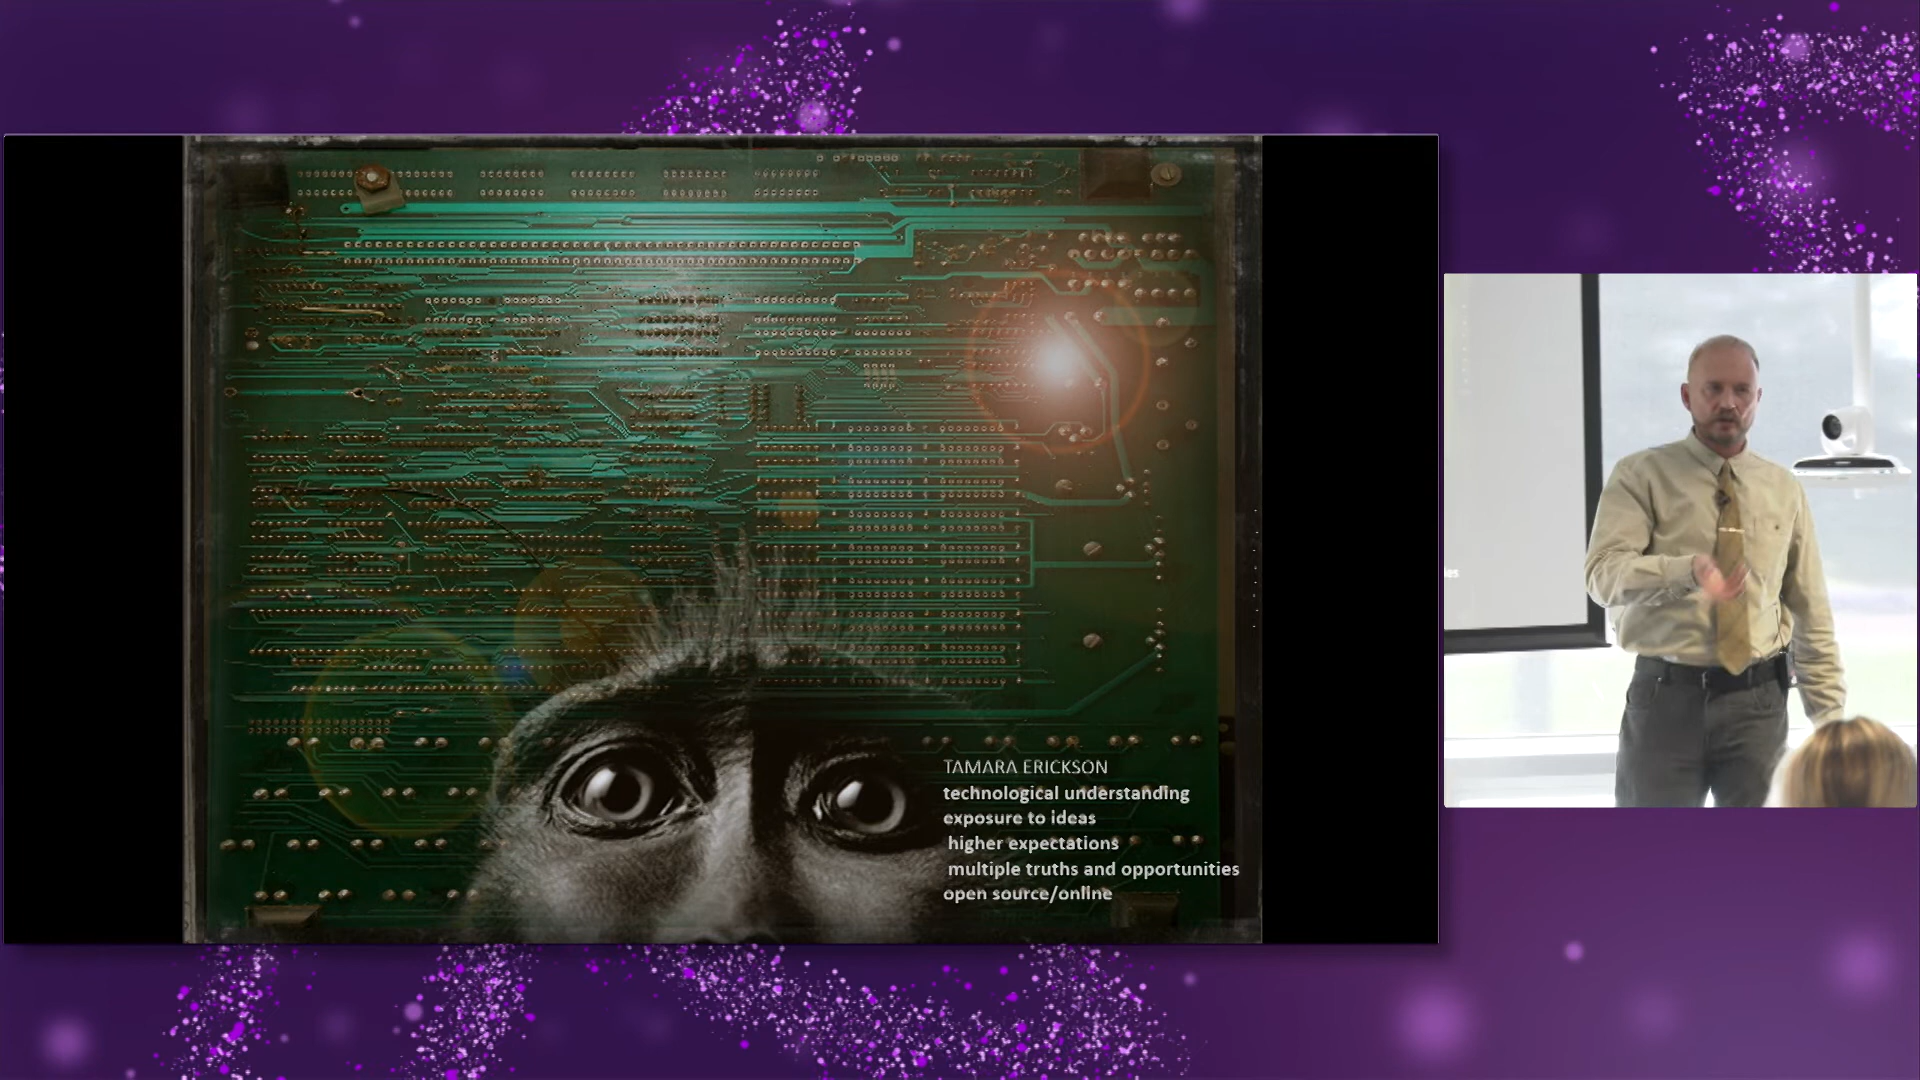 TAMARA ERICKSON
technological understanding
exposure to ideas
higher expectations
multiple truths and opportunities
open source/online